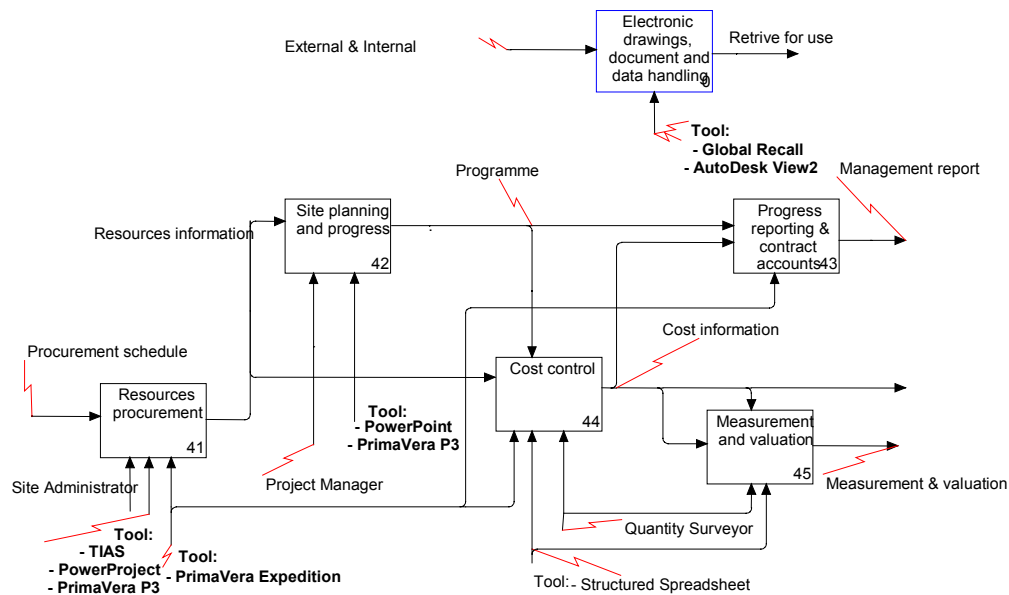 External & Internal
Electronic
drawings,
document and
data handling
0
Retrive for use
Tool:
- Global Recall
- AutoDesk View2
Management report
Programme
Site planning
and progress
42
Resources information
Progress
reporting &
contract
accounts
43
Cost information
Procurement schedule
Resources
procurement
41
Cost control
44
Measurement
and valuation
45
Tool:
- PowerPoint
- PrimaVera P3
Site Administrator
Project Manager
Measurement & valuation
Quantity Surveyor
Tool:
- TIAS
- PowerProject
- PrimaVera P3
Tool:
- PrimaVera Expedition
Tool:- Structured Spreadsheet